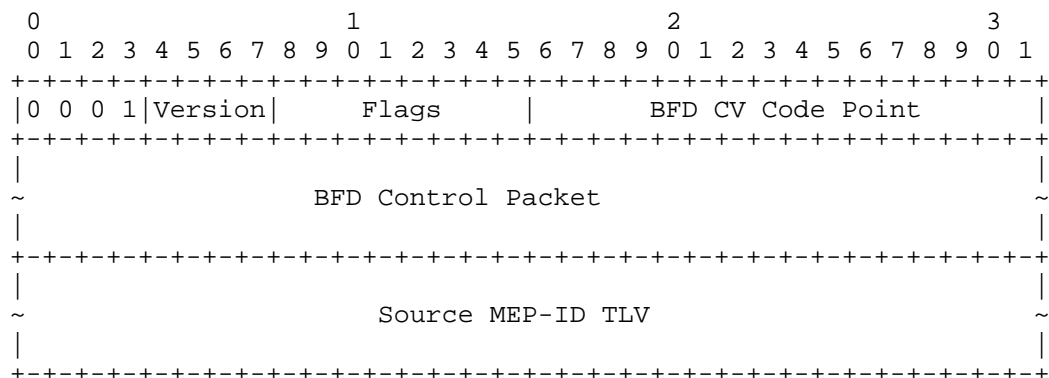 0                   1                   2                   3
 0 1 2 3 4 5 6 7 8 9 0 1 2 3 4 5 6 7 8 9 0 1 2 3 4 5 6 7 8 9 0 1
+-+-+-+-+-+-+-+-+-+-+-+-+-+-+-+-+-+-+-+-+-+-+-+-+-+-+-+-+-+-+-+-+
|0 0 0 1|Version|     Flags     |       BFD CV Code Point       |
+-+-+-+-+-+-+-+-+-+-+-+-+-+-+-+-+-+-+-+-+-+-+-+-+-+-+-+-+-+-+-+-+
|                                                               |
~                  BFD Control Packet                           ~
|                                                               |
+-+-+-+-+-+-+-+-+-+-+-+-+-+-+-+-+-+-+-+-+-+-+-+-+-+-+-+-+-+-+-+-+
|                                                               |
~                      Source MEP-ID TLV                        ~
|                                                               |
+-+-+-+-+-+-+-+-+-+-+-+-+-+-+-+-+-+-+-+-+-+-+-+-+-+-+-+-+-+-+-+-+